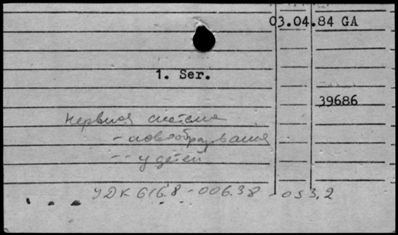 03.04.84 GA
1. Ser.
39686
Нервная система
- новообразования
-"- у детей
УДК 616.8-006.38-053.2